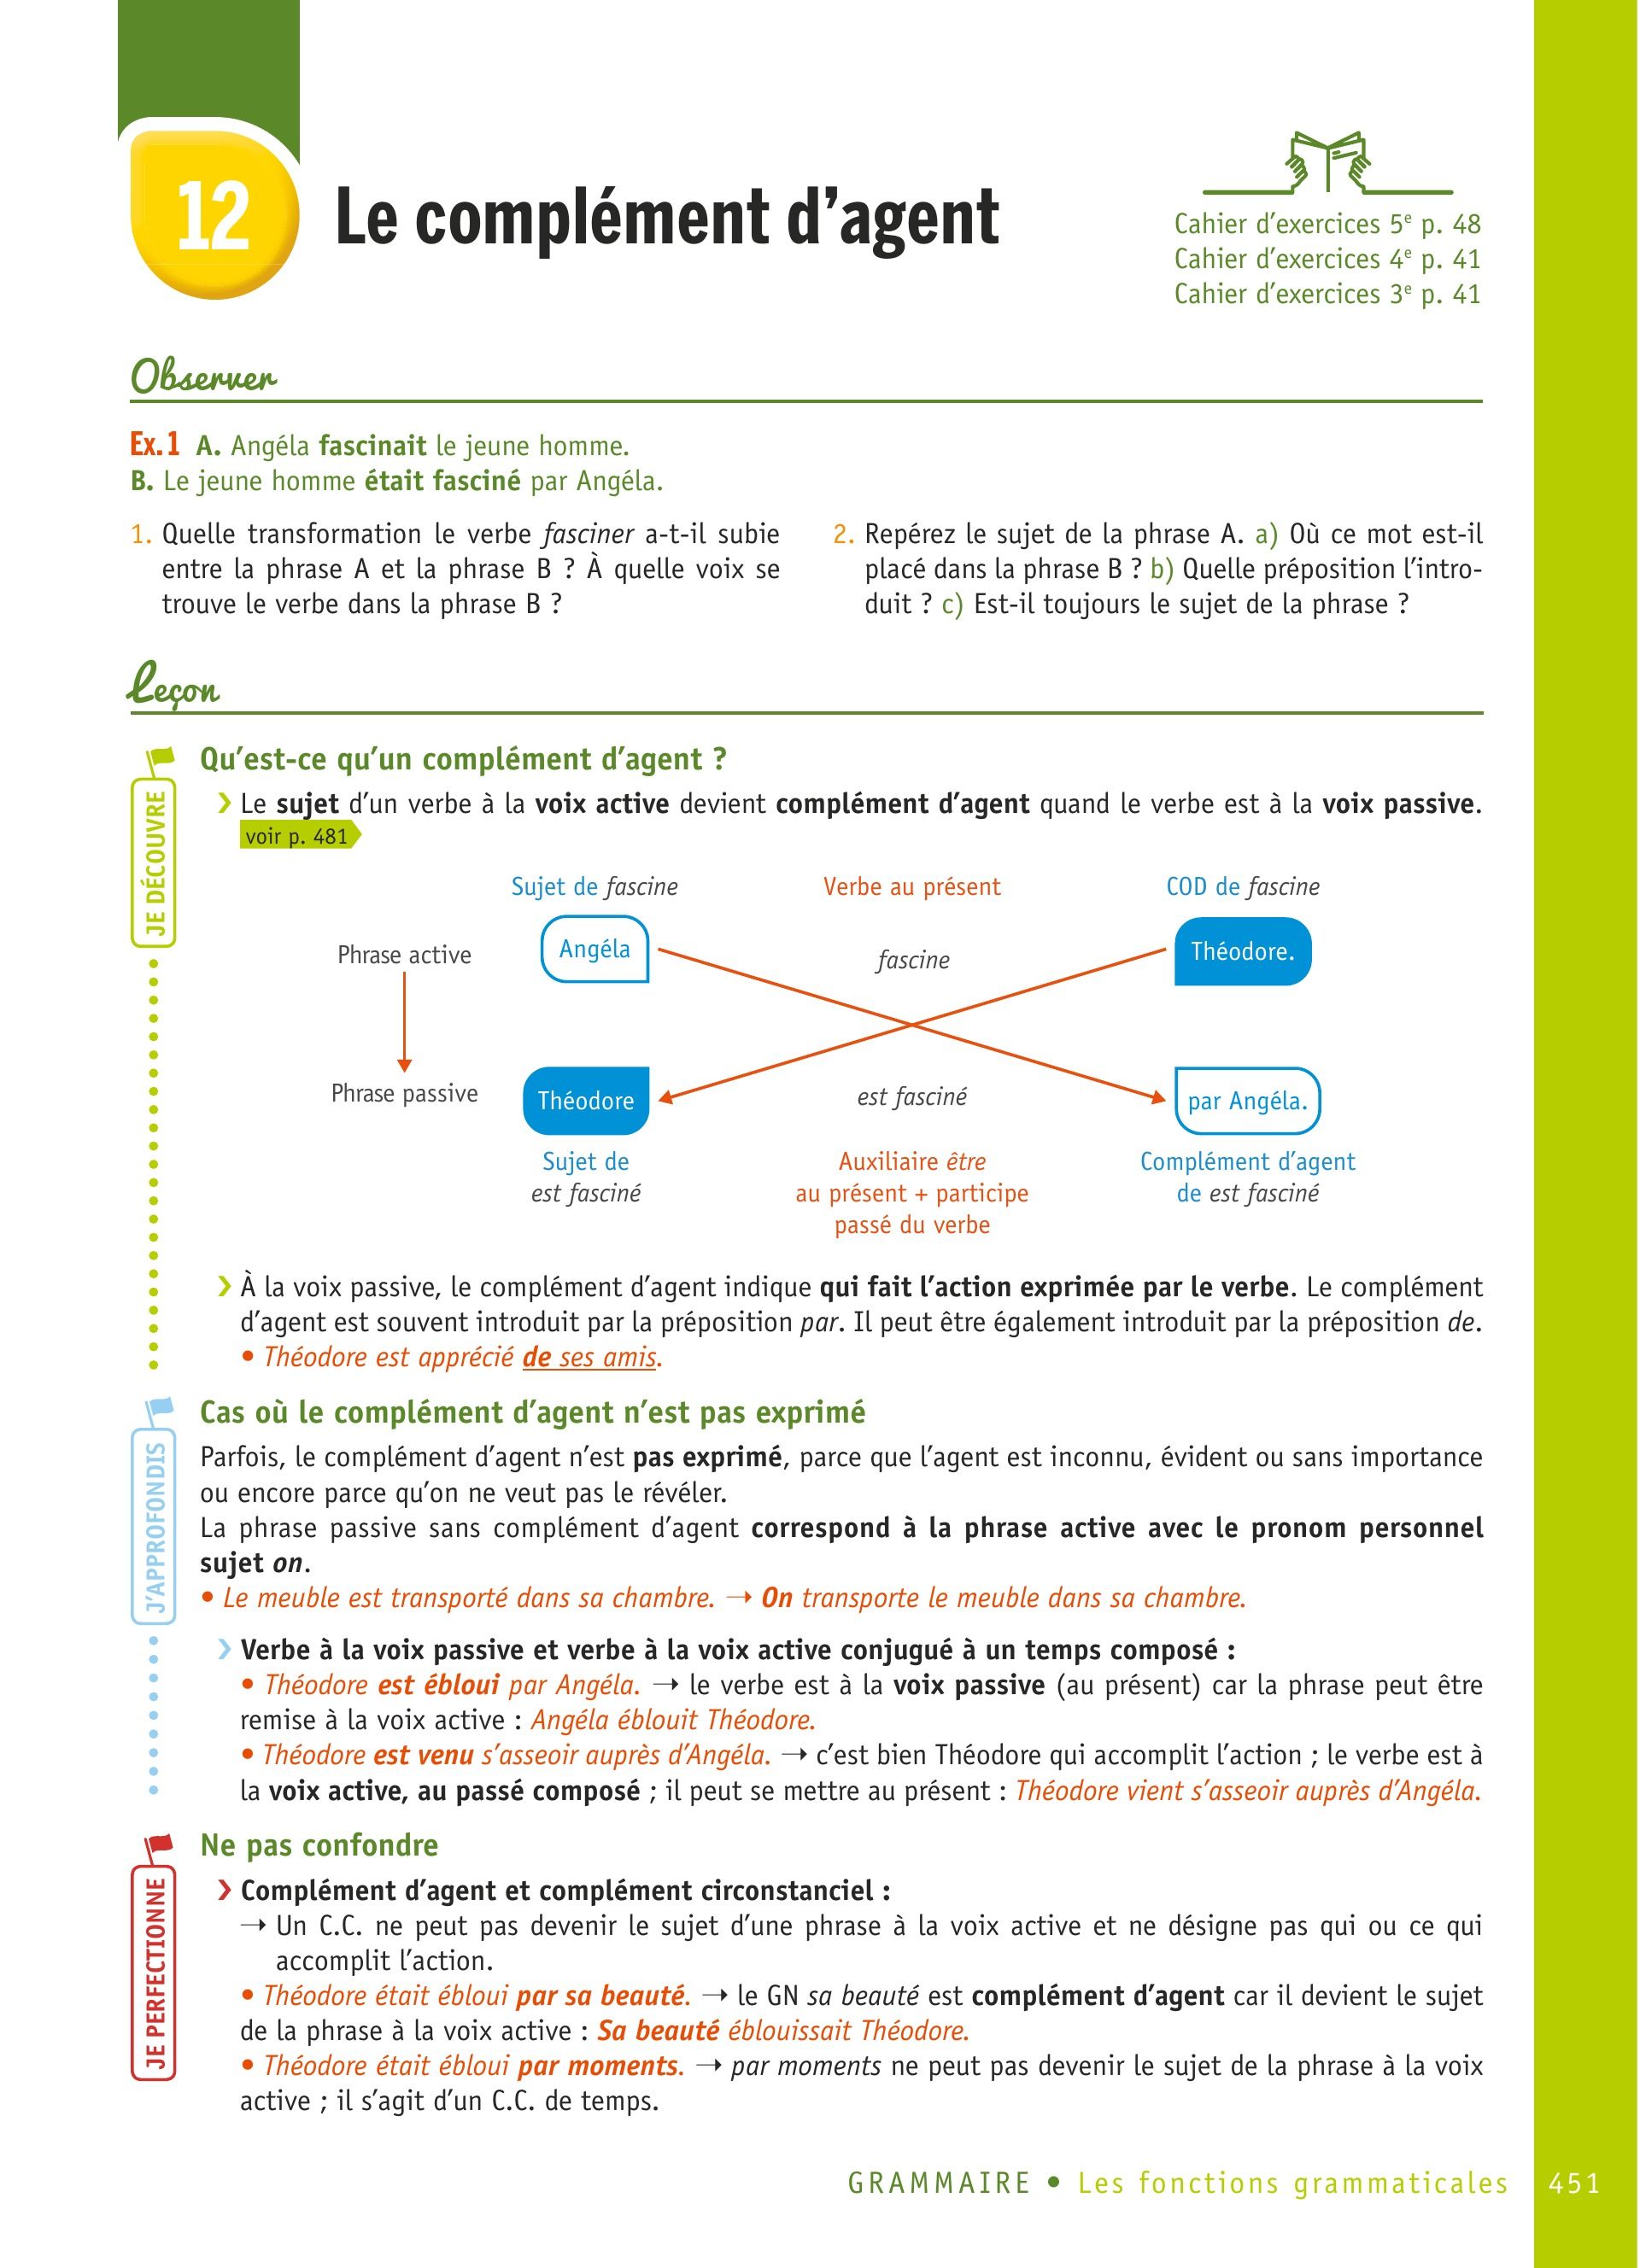 12
Le complément d'agent
Cahier d'exercices 5e p. 48
Cahier d'exercices 4e p. 41
Cahier d'exercices 3e p. 41
Observer
Ex.1 A. Angéla fascinait le jeune homme.
B. Le jeune homme était fasciné par Angéla.
1. Quelle transformation le verbe fasciner a-t-il subie
entre la phrase A et la phrase B ? À quelle voix se
trouve le verbe dans la phrase B ?
2. Repérez le sujet de la phrase A. a) Où ce mot est-il
placé dans la phrase B ? b) Quelle préposition l'intro-
duit ? c) Est-il toujours le sujet de la phrase ?
Leçon
JE DÉCOUVRE
Qu'est-ce qu'un complément d'agent ?
› Le sujet d'un verbe à la voix active devient complément d'agent quand le verbe est à la voix passive.
voir p. 481
Sujet de fascine Verbe au présent COD de fascine
Phrase active Angéla fascine Théodore.
Phrase passive Théodore est fasciné par Angéla.
Sujet de Auxiliaire être Complément d'agent
est fasciné au présent + participe de est fasciné
passé du verbe
› À la voix passive, le complément d'agent indique qui fait l'action exprimée par le verbe. Le complément
d'agent est souvent introduit par la préposition par. Il peut être également introduit par la préposition de.
• Théodore est apprécié de ses amis.
J'APPROFONDIS
Cas où le complément d'agent n'est pas exprimé
Parfois, le complément d'agent n'est pas exprimé, parce que l'agent est inconnu, évident ou sans importance
ou encore parce qu'on ne veut pas le révéler.
La phrase passive sans complément d'agent correspond à la phrase active avec le pronom personnel
sujet on.
• Le meuble est transporté dans sa chambre. → On transporte le meuble dans sa chambre.
› Verbe à la voix passive et verbe à la voix active conjugué à un temps composé :
• Théodore est ébloui par Angéla. → le verbe est à la voix passive (au présent) car la phrase peut être
remise à la voix active : Angéla éblouit Théodore.
• Théodore est venu s'asseoir auprès d'Angéla. → c'est bien Théodore qui accomplit l'action ; le verbe est à
la voix active, au passé composé ; il peut se mettre au présent : Théodore vient s'asseoir auprès d'Angéla.
JE PERFECTIONNE
Ne pas confondre
› Complément d'agent et complément circonstanciel :
→ Un C.C. ne peut pas devenir le sujet d'une phrase à la voix active et ne désigne pas qui ou ce qui
accomplit l'action.
• Théodore était ébloui par sa beauté. → le GN sa beauté est complément d'agent car il devient le sujet
de la phrase à la voix active : Sa beauté éblouissait Théodore.
• Théodore était ébloui par moments. → par moments ne peut pas devenir le sujet de la phrase à la voix
active ; il s'agit d'un C.C. de temps.
GRAMMAIRE • Les fonctions grammaticales 451